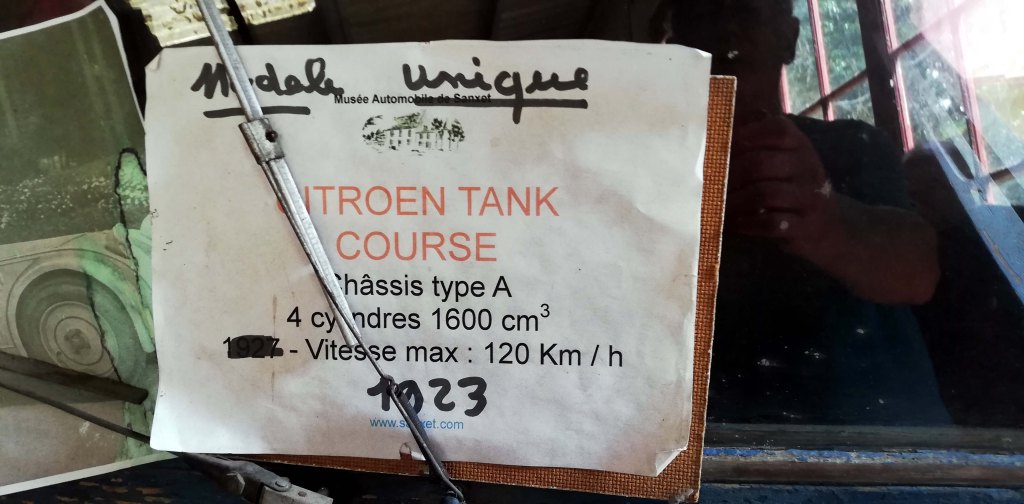 Modele unique
Musée Automobile de Sanxet
CITROEN TANK
COURSE
Châssis type A
4 cylindres 1600 cm³
1927 - Vitesse max : 120 Km / h
1923
www.sanxet.com